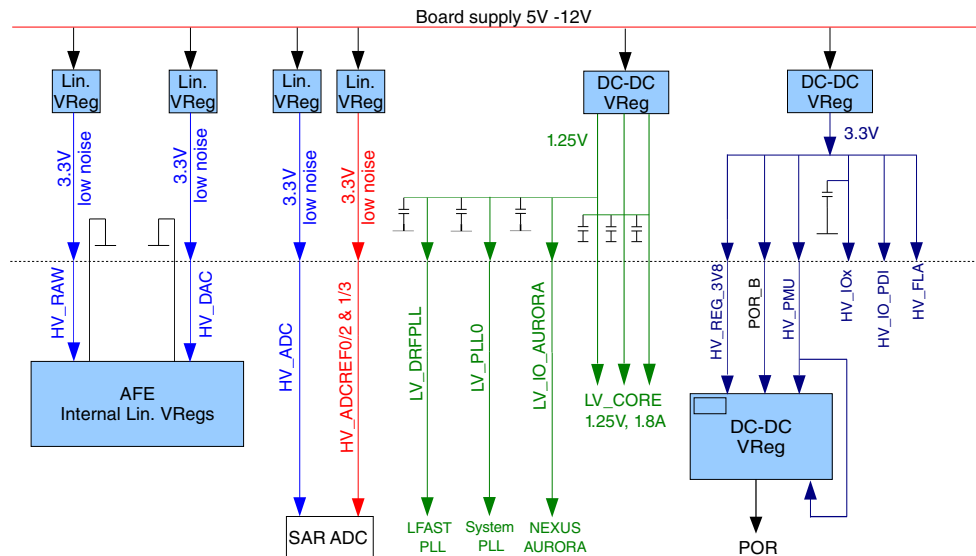 Board supply 5V -12V
Lin.
VReg
Lin.
VReg
Lin.
VReg
Lin.
VReg
DC-DC
VReg
DC-DC
VReg
3.3V
low noise
3.3V
low noise
3.3V
low noise
3.3V
low noise
1.25V
3.3V
HV_RAW
HV_DAC
HV_ADC
HV_ADCREF0/2 & 1/3
LV_DRFPLL
LV_PLL0
LV_IO_AURORA
HV_REG_3V8
POR_B
HV_PMU
HV_IOx
HV_IO_PDI
HV_FLA
AFE
Internal Lin. VRegs
LV_CORE
1.25V, 1.8A
DC-DC
VReg
SAR ADC
LFAST
PLL
System
PLL
NEXUS
AURORA
POR